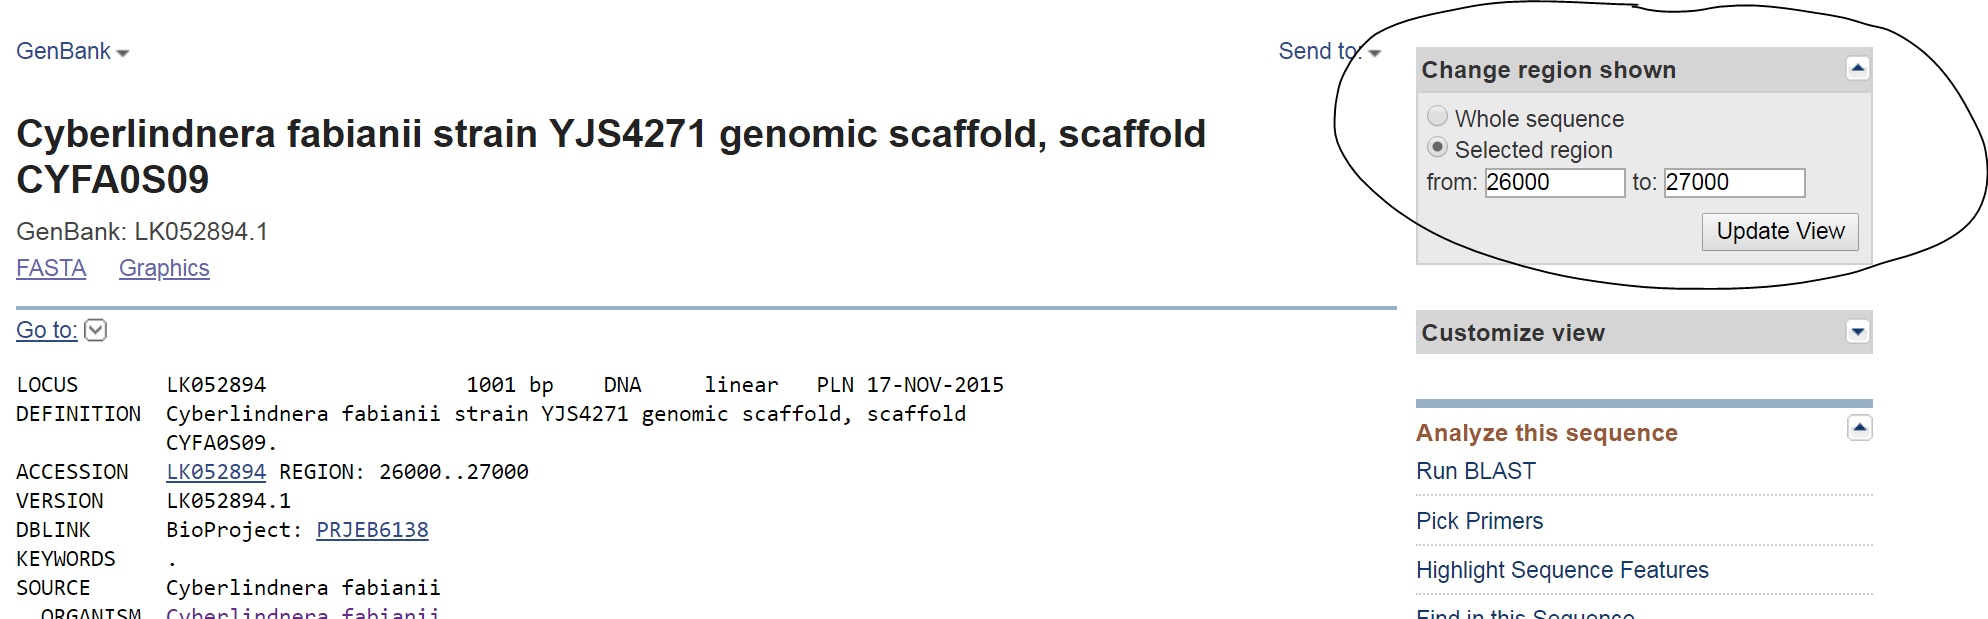 GenBank
Send to:
Cyberlindnera fabianii strain YJS4271 genomic scaffold, scaffold
CYFA0S09
GenBank: LK052894.1
FASTA Graphics
Go to:
LOCUS LK052894 1001 bp DNA linear PLN 17-NOV-2015
DEFINITION Cyberlindnera fabianii strain YJS4271 genomic scaffold, scaffold
CYFA0S09.
ACCESSION LK052894 REGION: 26000..27000
VERSION LK052894.1
DBLINK BioProject: PRJEB6138
KEYWORDS .
SOURCE Cyberlindnera fabianii
ORGANISM Cyberlindnera fabianii
Change region shown
Whole sequence
Selected region
from: 26000 to: 27000
Update View
Customize view
Analyze this sequence
Run BLAST
Pick Primers
Highlight Sequence Features
Find in this Sequence